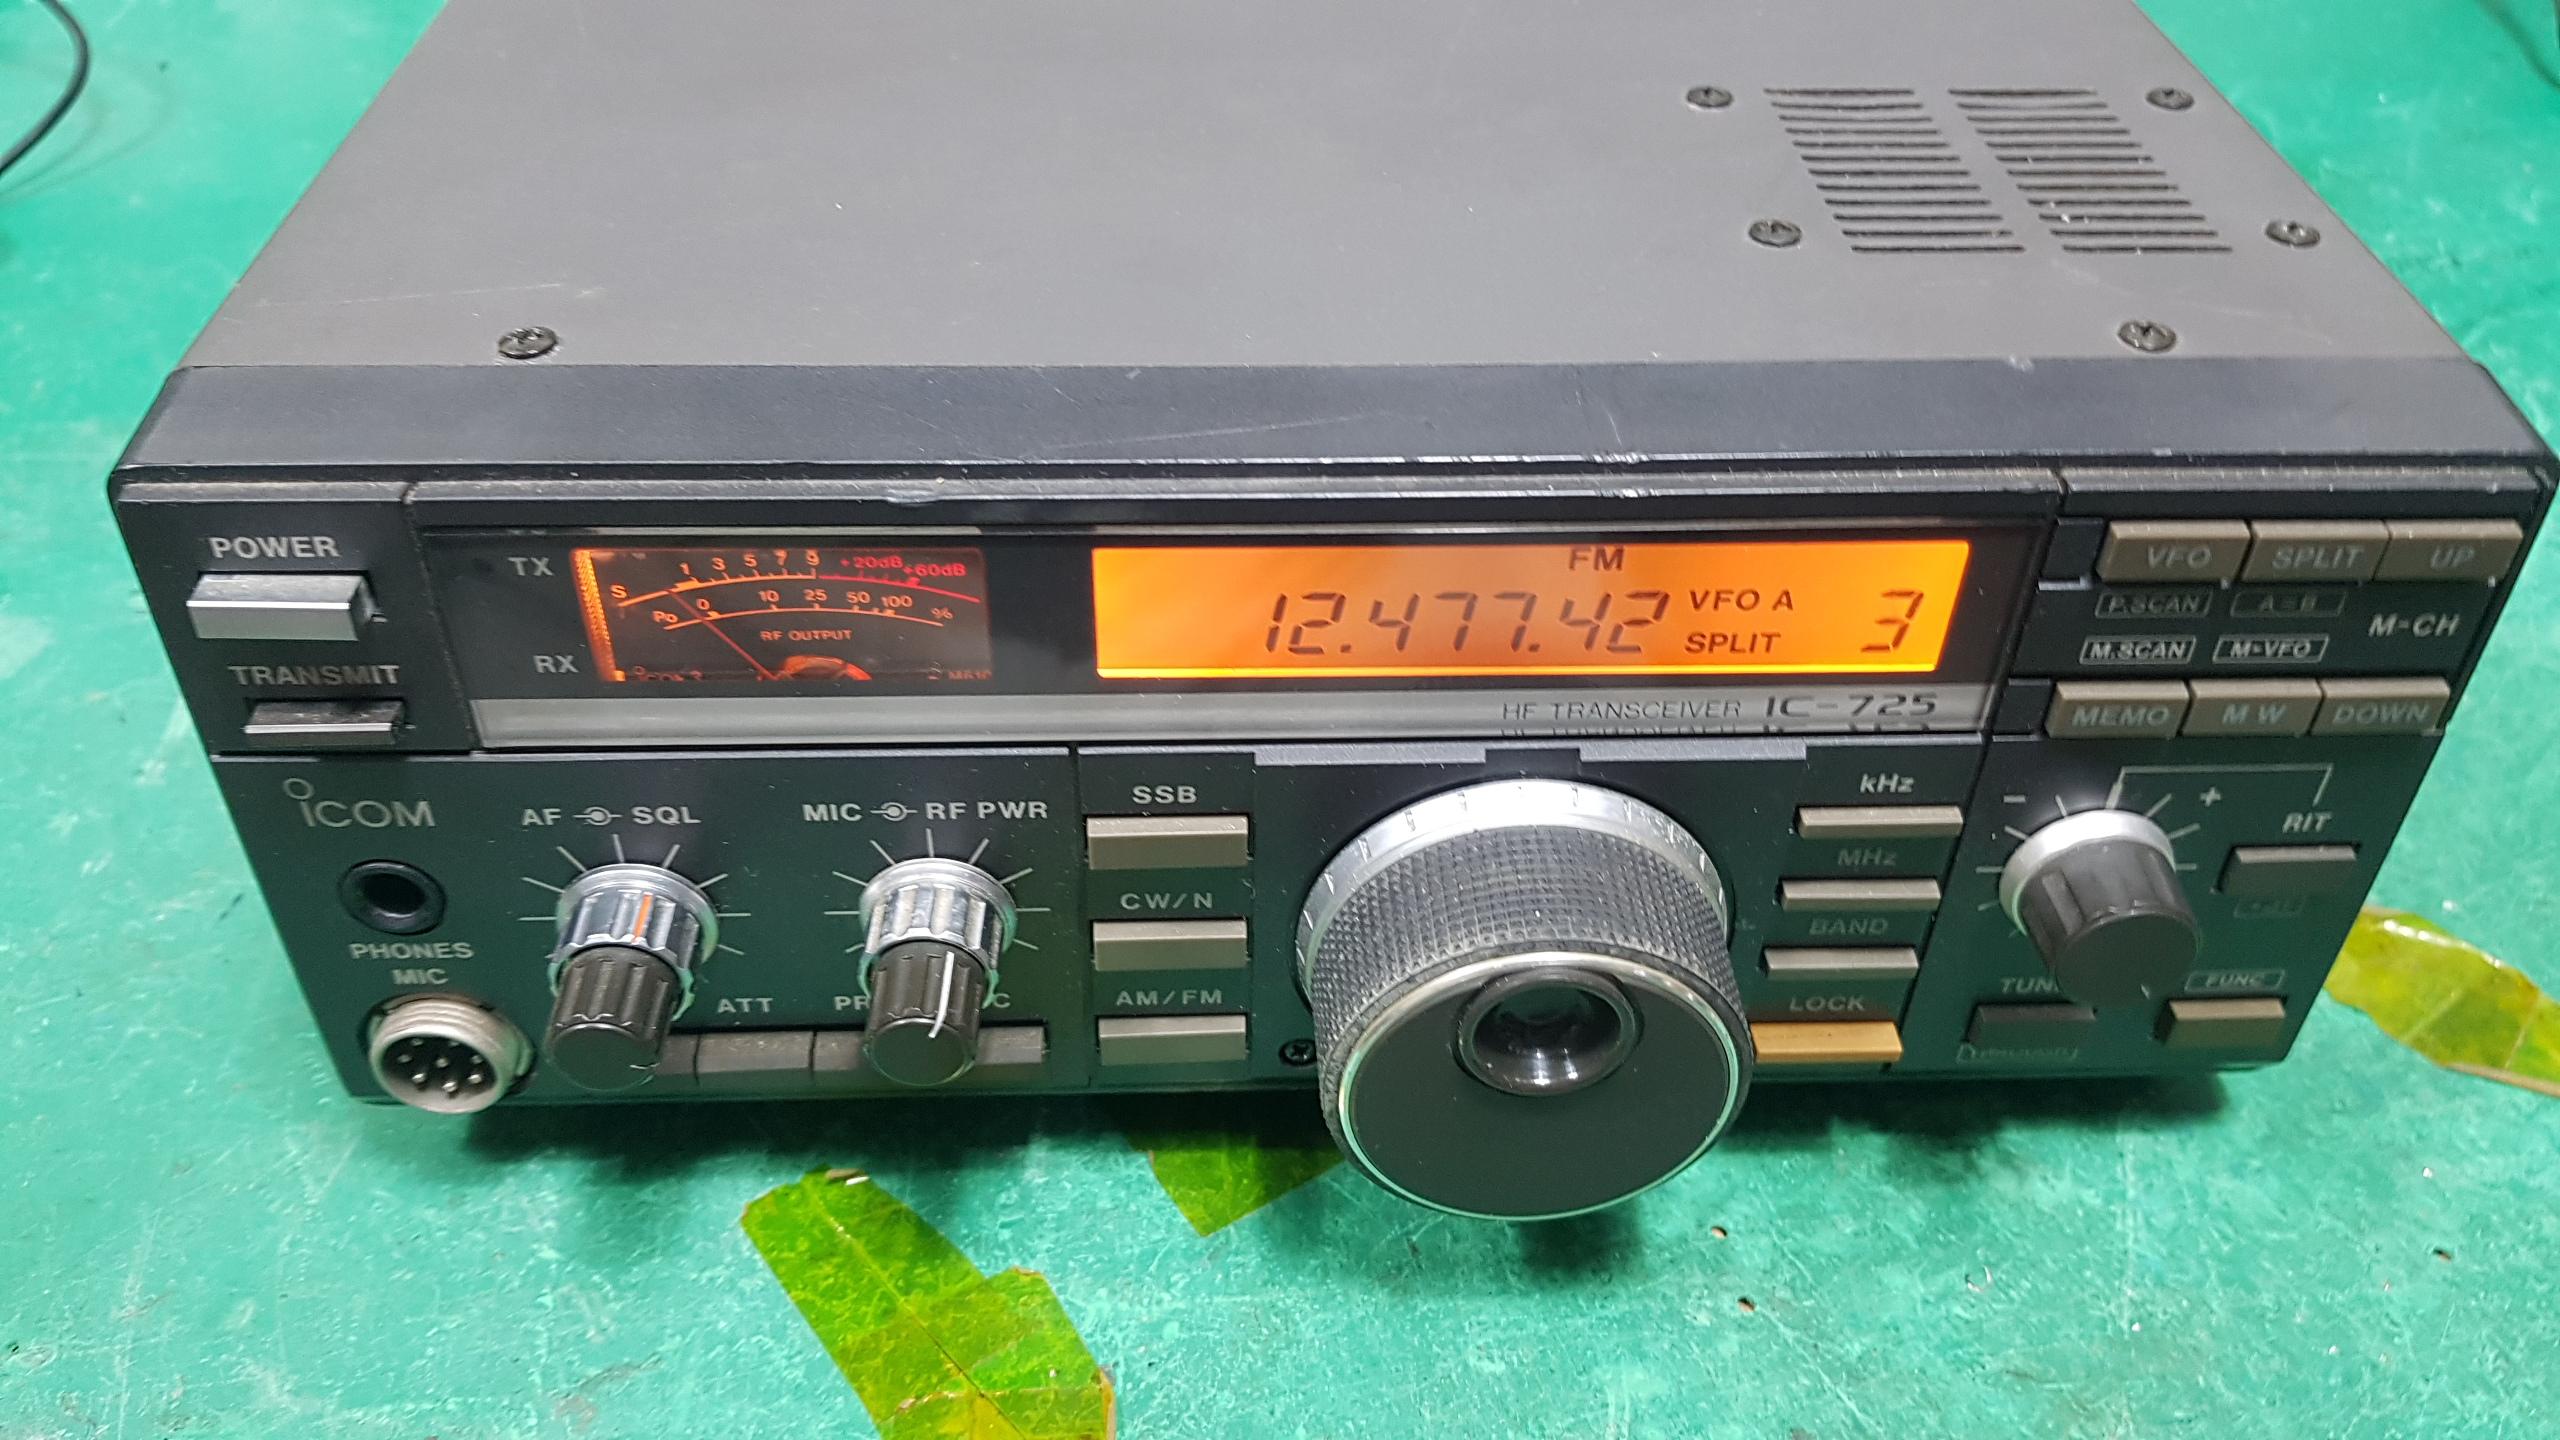 POWER
TRANSMIT
TX
RX
S 1 3 5 7 9 +20dB +60dB
Po 0 10 25 50 100 %
RF OUTPUT
ICOM
FM
12.477.42 VFO A 3
SPLIT
HF TRANSCEIVER IC-725
VFO SPLIT UP
P.SCAN A=B
M-CH
M.SCAN M▸VFO
MEMO MW DOWN
ICOM
PHONES
MIC
AF SQL
MIC RF PWR
ATT
SSB
CW/N
AM/FM
kHz
MHz
BAND
LOCK
- +
RIT
FUNC